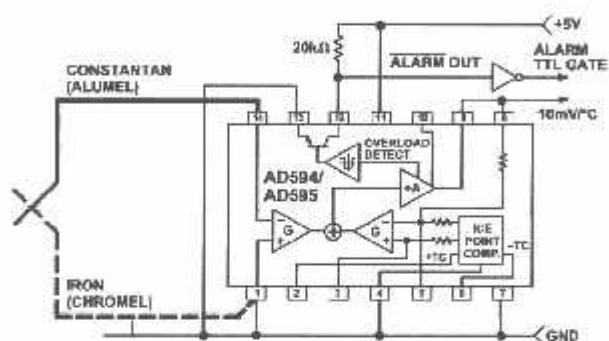 +5V
20kΩ
ALARM OUT
ALARM
TTL GATE
CONSTANTAN
(ALUMEL)
14 13 12 11 10 9 8
10mV/°C
OVERLOAD
DETECT
AD594/
AD595
+A
G
G
ICE
POINT
COMP.
+TC
–TC
IRON
(CHROMEL)
1 2 3 4 5 6 7
GND